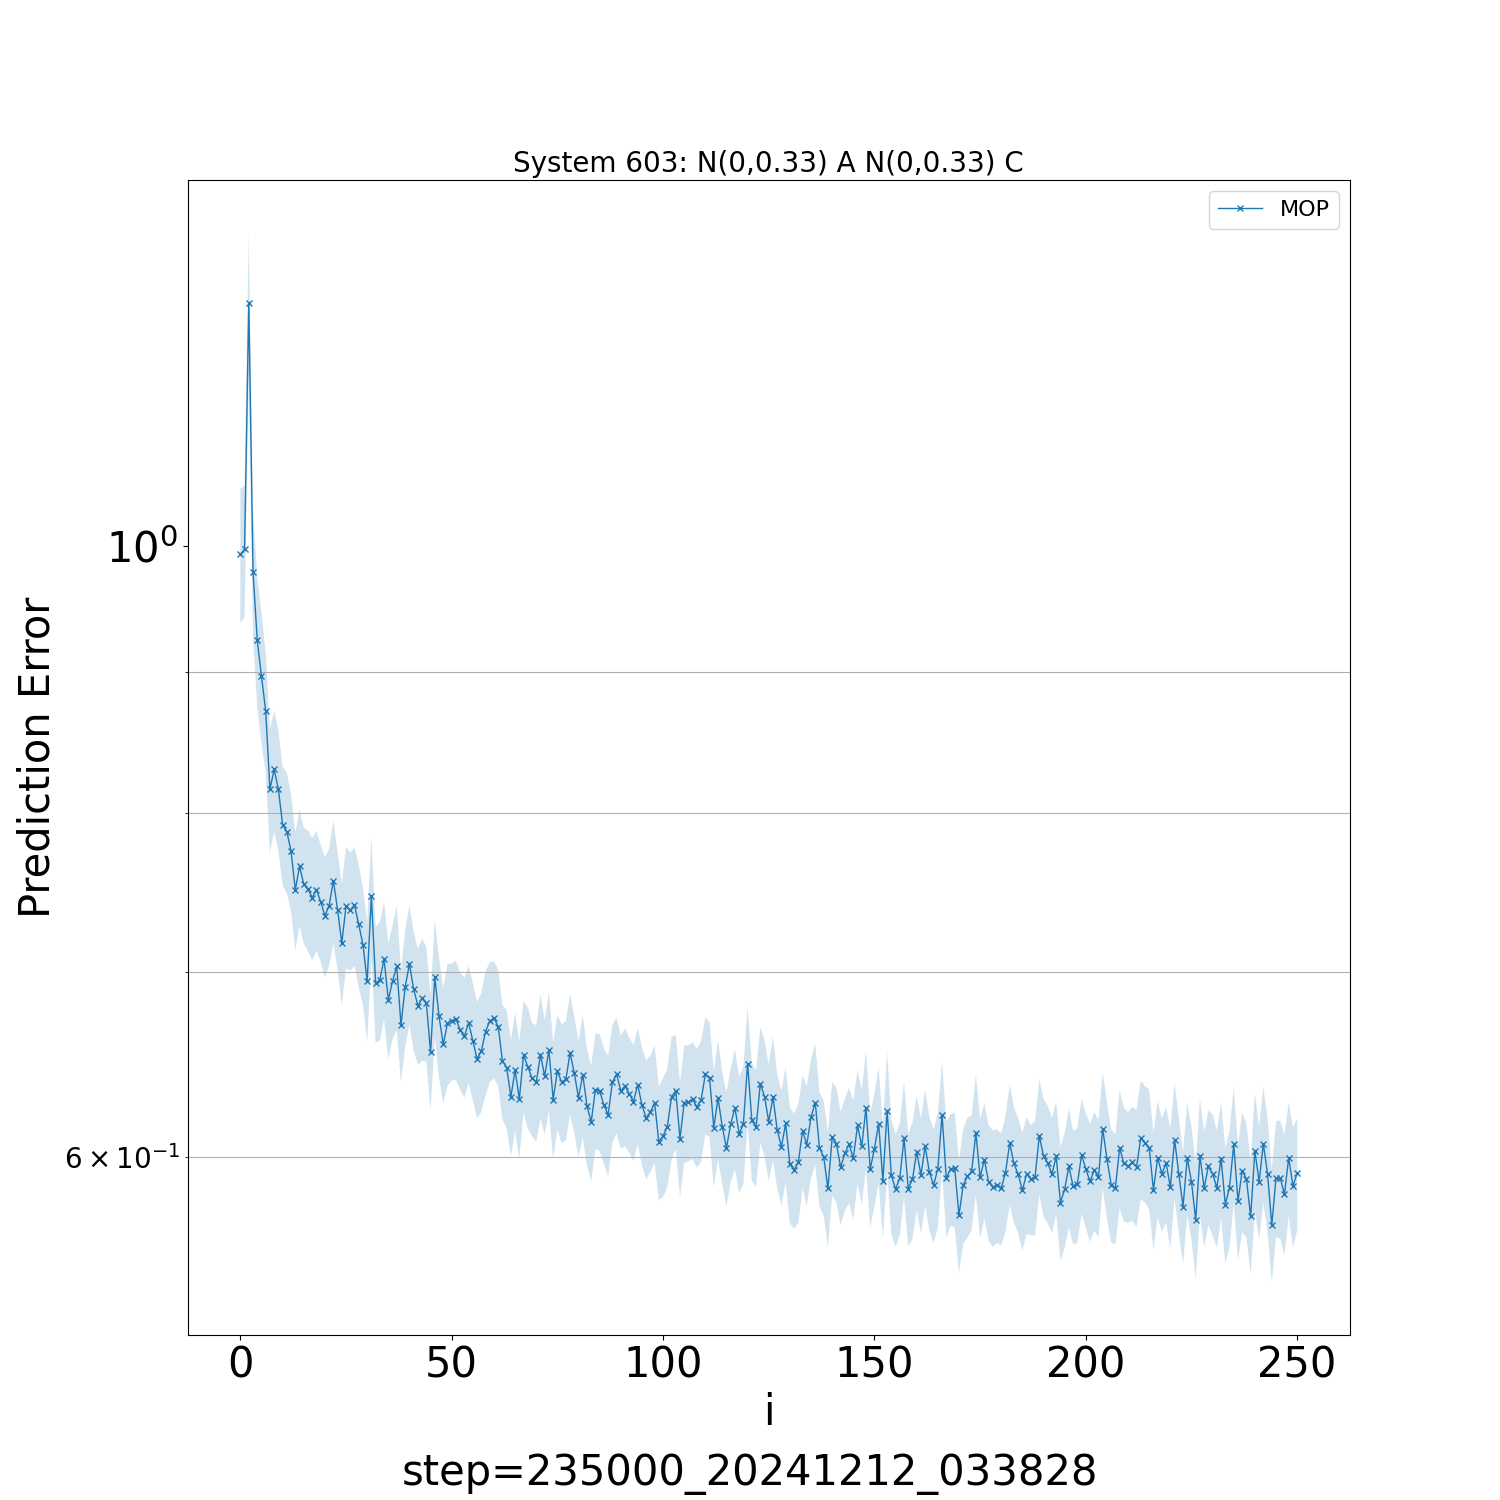 System 603: N(0,0.33) A N(0,0.33) C
MOP
10⁰
6 × 10⁻¹
Prediction Error
0 50 100 150 200 250
i
step=235000_20241212_033828